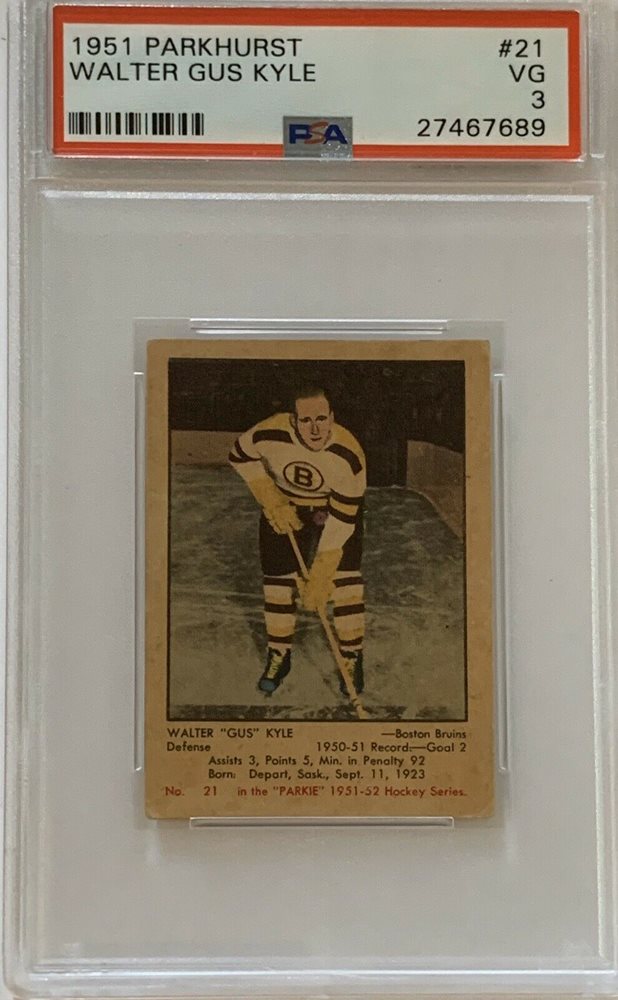 1951 PARKHURST #21
WALTER GUS KYLE VG
3
PSA 27467689
B
WALTER "GUS" KYLE —Boston Bruins
Defense 1950-51 Record:—Goal 2
Assists 3, Points 5, Min. in Penalty 92
Born: Depart, Sask., Sept. 11, 1923
No. 21 in the "PARKIE" 1951-52 Hockey Series.